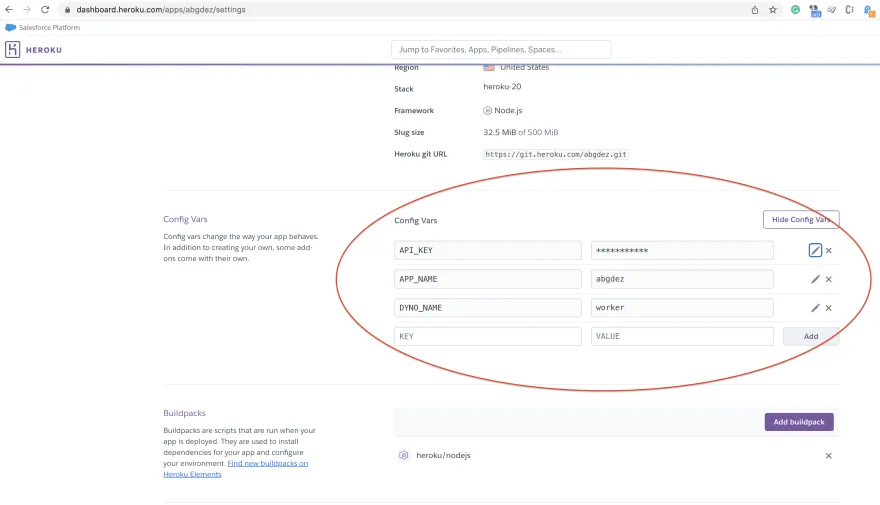 dashboard.heroku.com/apps/abgdez/settings
Salesforce Platform
HEROKU
Jump to Favorites, Apps, Pipelines, Spaces...
Region United States
Stack heroku-20
Framework Node.js
Slug size 32.5 MiB of 500 MiB
Heroku git URL https://git.heroku.com/abgdez.git
Config Vars
Config vars change the way your app behaves.
In addition to creating your own, some add-
ons come with their own.
Config Vars
Hide Config Vars
API_KEY ***********
APP_NAME abgdez
DYNO_NAME worker
KEY VALUE Add
Buildpacks
Buildpacks are scripts that are run when your
app is deployed. They are used to install
dependencies for your app and configure
your environment. Find new buildpacks on
Heroku Elements
Add buildpack
heroku/nodejs